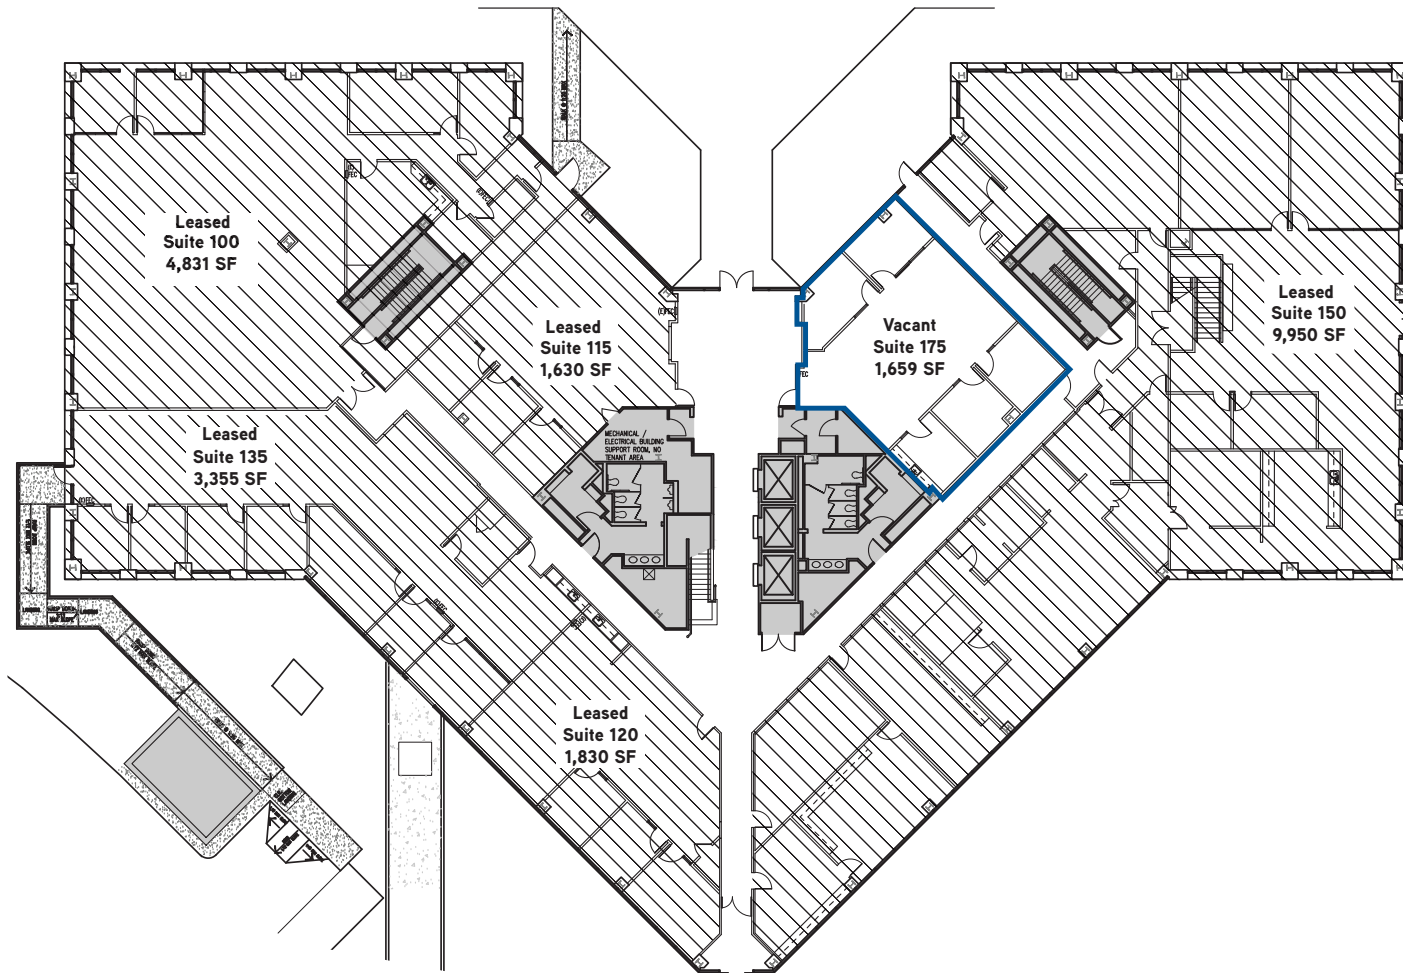 Leased
Suite 100
4,831 SF
Leased
Suite 115
1,630 SF
Vacant
Suite 175
1,659 SF
Leased
Suite 150
9,950 SF
Leased
Suite 135
3,355 SF
MECHANICAL /
ELECTRICAL BUILDING
SUPPORT ROOM, NO
TENANT AREA
Leased
Suite 120
1,830 SF